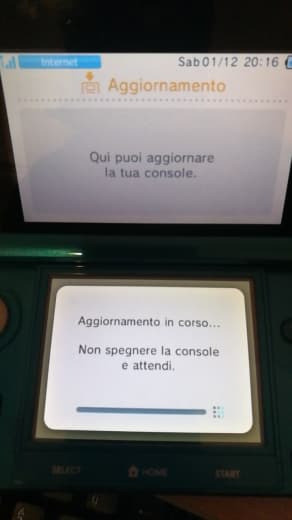 Internet
Sab 01/12 20:16
Aggiornamento
Qui puoi aggiornare
la tua console.
Aggiornamento in corso...
Non spegnere la console
e attendi.
SELECT
HOME
START